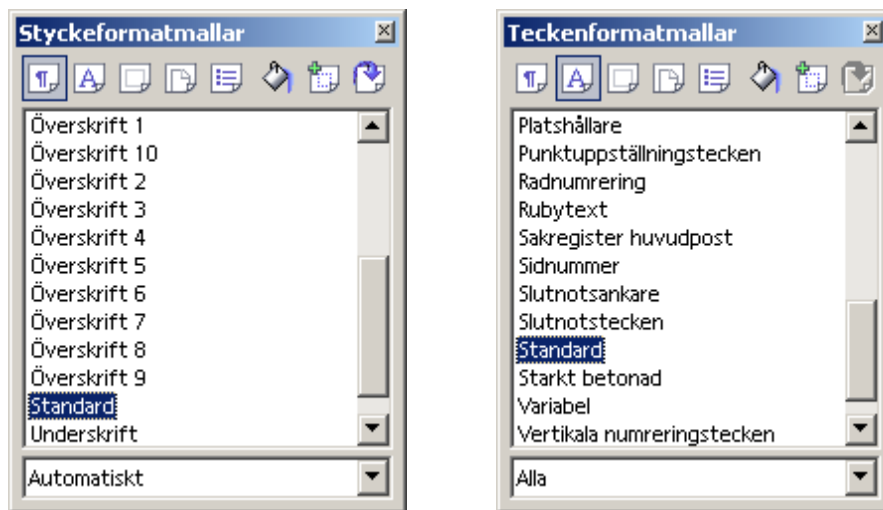 Styckeformatmallar
Överskrift 1
Överskrift 10
Överskrift 2
Överskrift 3
Överskrift 4
Överskrift 5
Överskrift 6
Överskrift 7
Överskrift 8
Överskrift 9
Standard
Underskrift
Automatiskt
Teckenformatmallar
Platshållare
Punktuppställningstecken
Radnumrering
Rubytext
Sakregister huvudpost
Sidnummer
Slutnotsankare
Slutnotstecken
Standard
Starkt betonad
Variabel
Vertikala numreringstecken
Alla